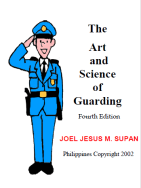 The
Art
and
Science
of
Guarding
Fourth Edition
JOEL JESUS M. SUPAN
Philippines Copyright 2002